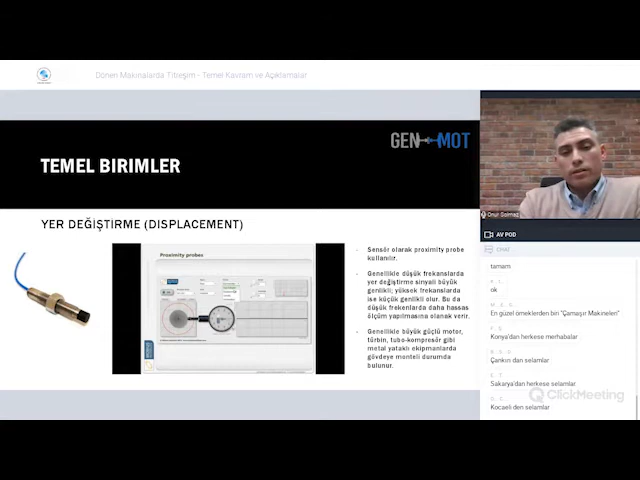 Dönen Makinalarda Titreşim - Temel Kavram ve Açıklamalar
GEN MOT
TEMEL BIRIMLER
YER DEĞİŞTİRME (DISPLACEMENT)
Proximity probes
Sensör olarak proximity probe
kullanılır.
Genellikle düşük frekanslarda
yer değiştirme sinyali büyük
genlikli; yüksek frekanslarda
ise küçük genlikli olur. Bu da
düşük frekenlarda daha hassas
ölçüm yapılmasına olanak verir.
Genellikle büyük güçlü motor,
türbin, tubo-kompresör gibi
metal yataklı ekipmanlarda
gövdeye monteli durumda
bulunur.
Onur Solmaz
AV POD
CHAT
tamam
ok
En güzel örneklerden biri "Çamaşır Makineleri"
Konya'dan herkese merhabalar
Çankırı dan selamlar
Sakarya'dan herkese selamlar
ClickMeeting
Kocaeli den selamlar